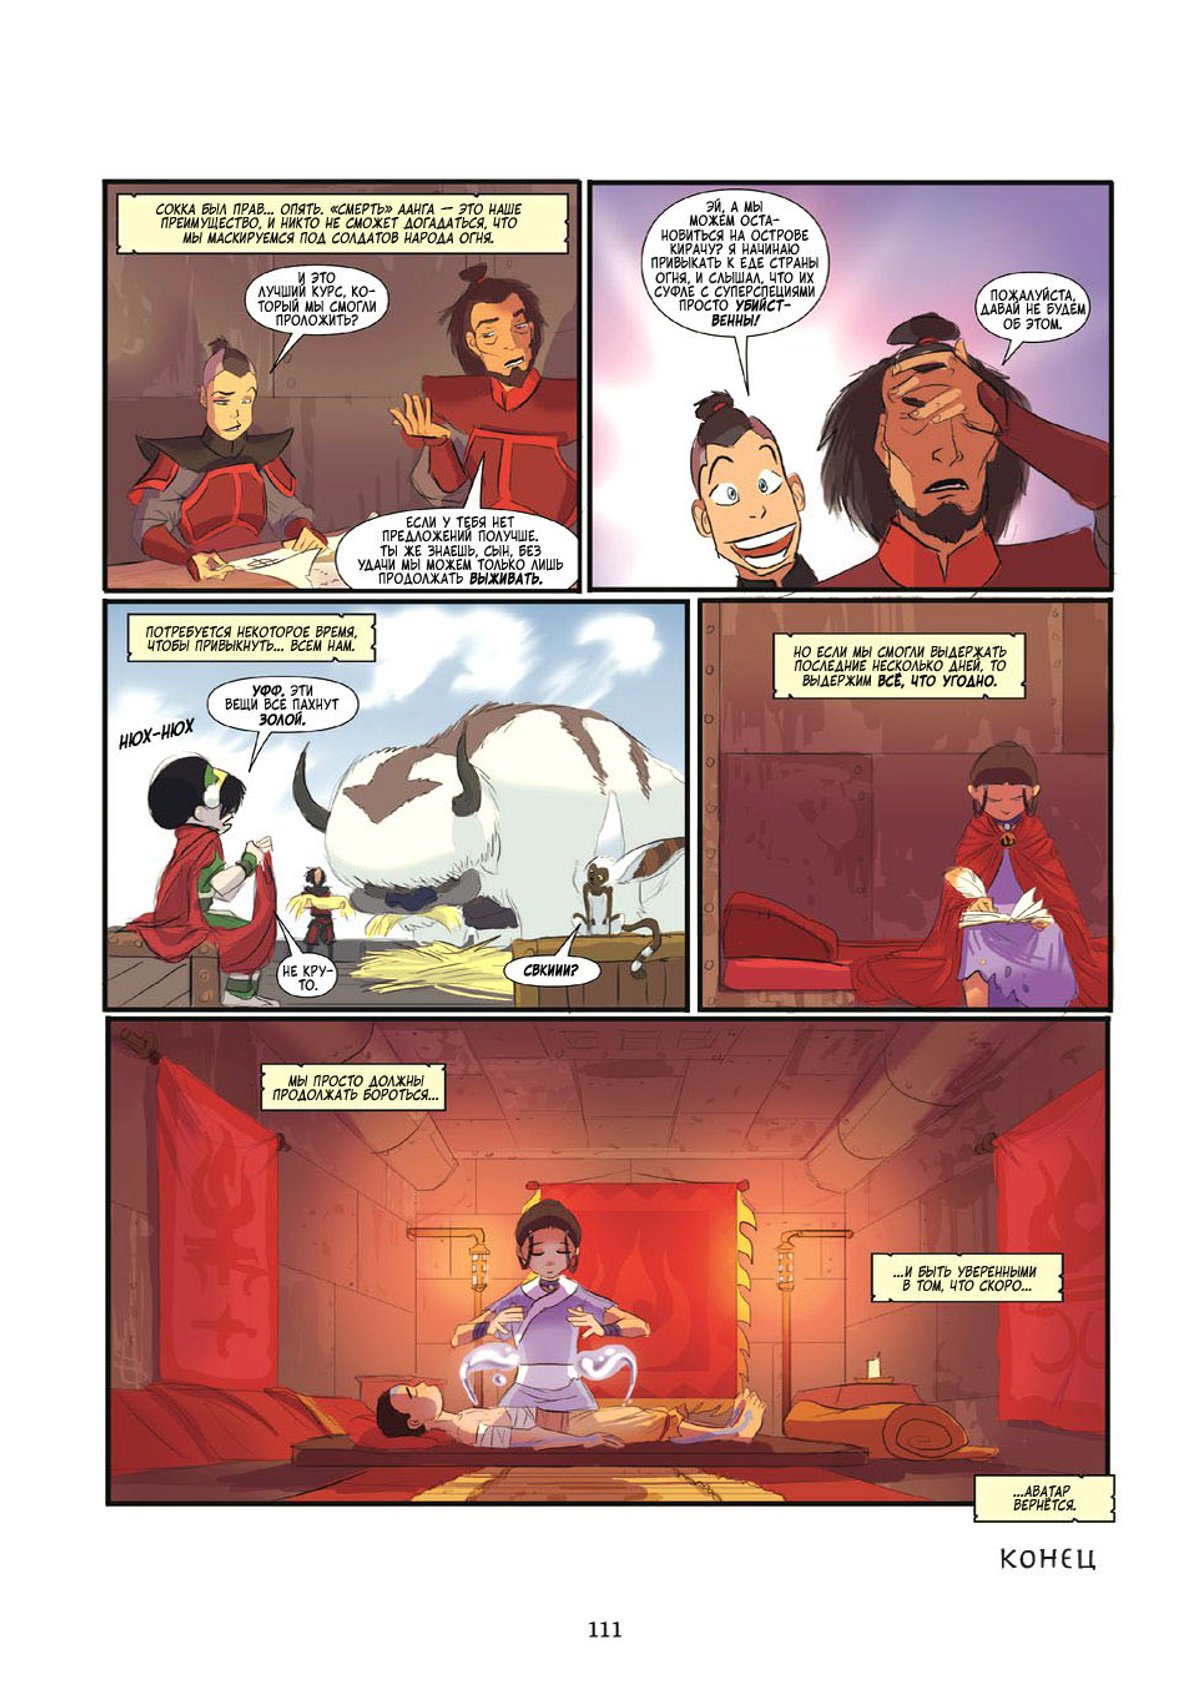 СОККА БЫЛ ПРАВ... ОПЯТЬ. «СМЕРТЬ» ААНГА — ЭТО НАШЕ
ПРЕИМУЩЕСТВО, И НИКТО НЕ СМОЖЕТ ДОГАДАТЬСЯ, ЧТО
МЫ МАСКИРУЕМСЯ ПОД СОЛДАТОВ НАРОДА ОГНЯ.
И ЭТО
ЛУЧШИЙ КУРС, КО-
ТОРЫЙ МЫ СМОГЛИ
ПРОЛОЖИТЬ?
ЕСЛИ У ТЕБЯ НЕТ
ПРЕДЛОЖЕНИЙ ПОЛУЧШЕ.
ТЫ ЖЕ ЗНАЕШЬ, СЫН, БЕЗ
УДАЧИ МЫ МОЖЕМ ТОЛЬКО ЛИШЬ
ПРОДОЛЖАТЬ ВЫЖИВАТЬ.
ЭЙ, А МЫ
МОЖЕМ ОСТА-
НОВИТЬСЯ НА ОСТРОВЕ
КИРАЧУ? Я НАЧИНАЮ
ПРИВЫКАТЬ К ЕДЕ СТРАНЫ
ОГНЯ, И СЛЫШАЛ, ЧТО ИХ
СУФЛЕ С СУПЕРСПЕЦИЯМИ
ПРОСТО УБИЙСТ-
ВЕННЫ!
ПОЖАЛУЙСТА,
ДАВАЙ НЕ БУДЕМ
ОБ ЭТОМ.
ПОТРЕБУЕТСЯ НЕКОТОРОЕ ВРЕМЯ,
ЧТОБЫ ПРИВЫКНУТЬ... ВСЕМ НАМ.
НЮХ-НЮХ
УФФ. ЭТИ
ВЕЩИ ВСЕ ПАХНУТ
ЗОЛОЙ.
НЕ КРУ-
ТО.
СВКИИИ?
НО ЕСЛИ МЫ СМОГЛИ ВЫДЕРЖАТЬ
ПОСЛЕДНИЕ НЕСКОЛЬКО ДНЕЙ, ТО
ВЫДЕРЖИМ ВСЁ, ЧТО УГОДНО.
МЫ ПРОСТО ДОЛЖНЫ
ПРОДОЛЖАТЬ БОРОТЬСЯ...
...И БЫТЬ УВЕРЕННЫМИ
В ТОМ, ЧТО СКОРО...
...АВАТАР
ВЕРНЁТСЯ.
КОНЕЦ
111